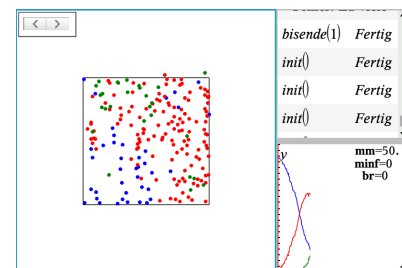 bisende(1) Fertig
init() Fertig
init() Fertig
init() Fertig
y
mm=50.
minf=0
br=0